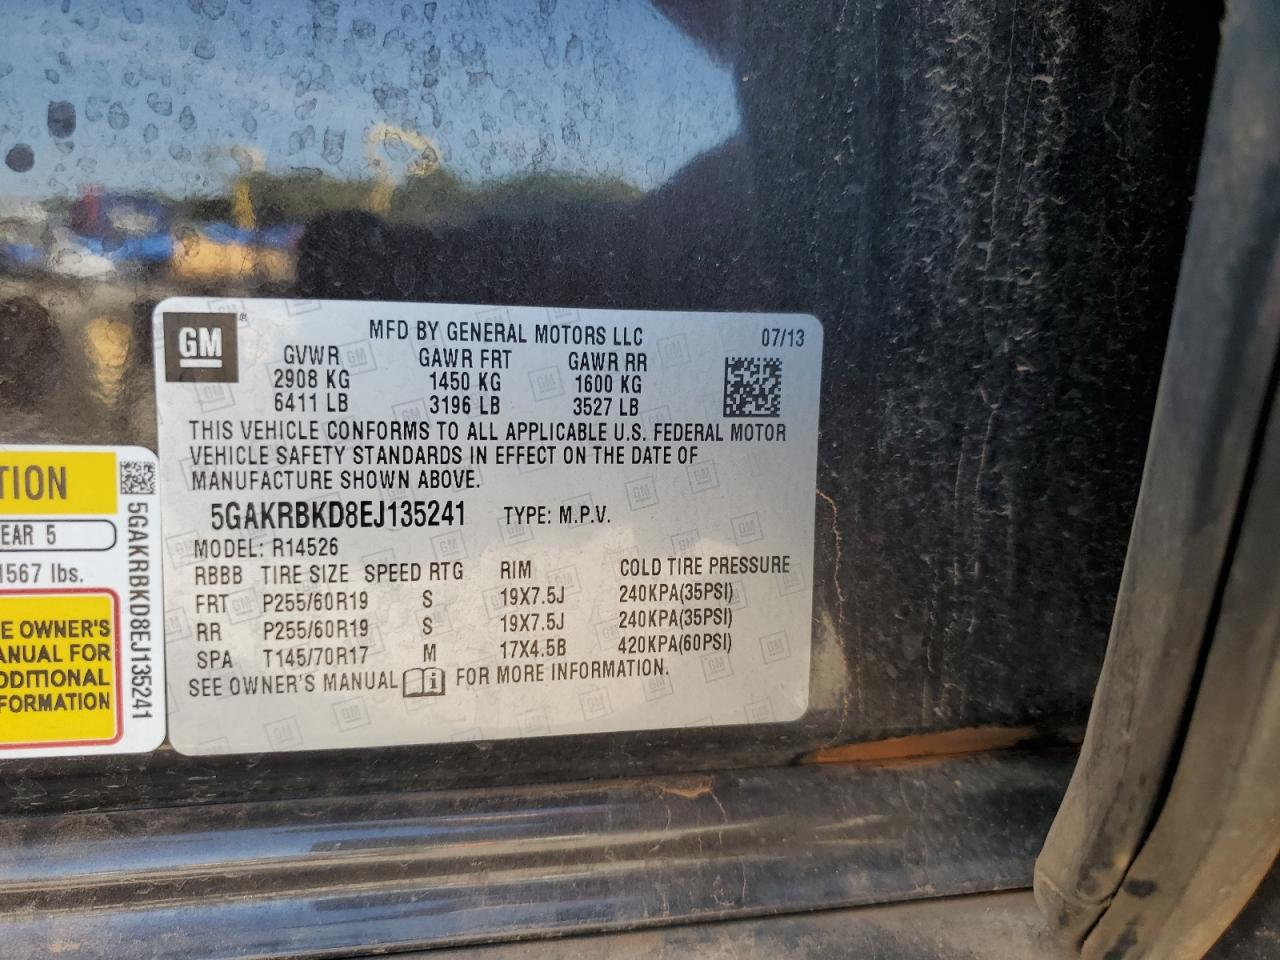 GM ®
MFD BY GENERAL MOTORS LLC 07/13
GVWR GAWR FRT GAWR RR
2908 KG 1450 KG 1600 KG
6411 LB 3196 LB 3527 LB
THIS VEHICLE CONFORMS TO ALL APPLICABLE U.S. FEDERAL MOTOR
VEHICLE SAFETY STANDARDS IN EFFECT ON THE DATE OF
MANUFACTURE SHOWN ABOVE.
5GAKRBKD8EJ135241 TYPE: M.P.V.
MODEL: R14526
RBBB TIRE SIZE SPEED RTG RIM COLD TIRE PRESSURE
FRT P255/60R19 S 19X7.5J 240KPA(35PSI)
RR P255/60R19 S 19X7.5J 240KPA(35PSI)
SPA T145/70R17 M 17X4.5B 420KPA(60PSI)
SEE OWNER'S MANUAL FOR MORE INFORMATION.
TION
EAR 5
1567 lbs.
E OWNER'S
ANUAL FOR
DDITIONAL
FORMATION
5GAKRBKD8EJ135241